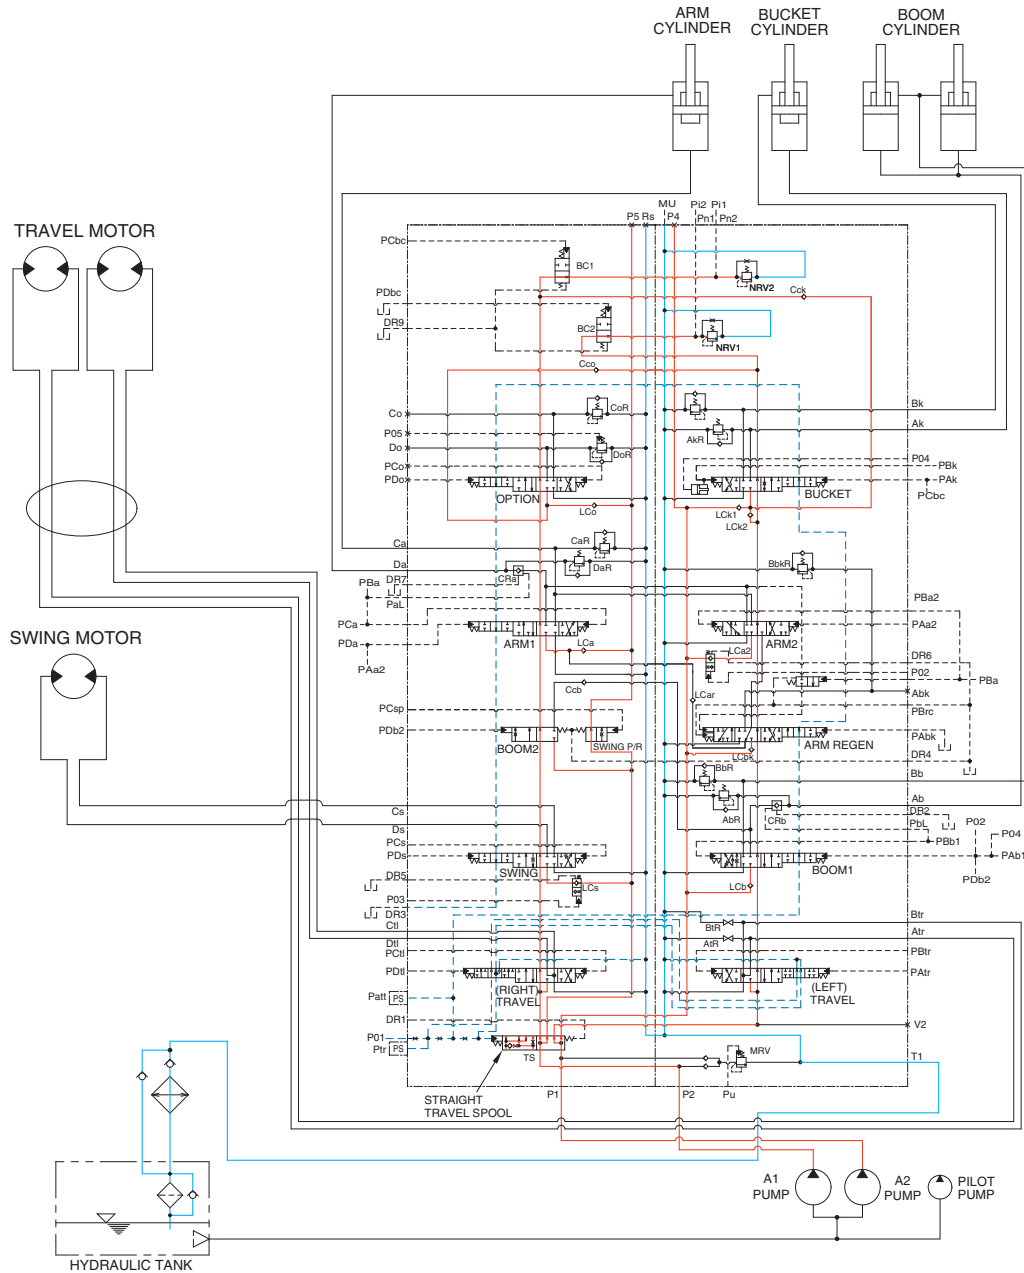 ARM
CYLINDER
BUCKET
CYLINDER
BOOM
CYLINDER
TRAVEL MOTOR
SWING MOTOR
P5 Rs
MU
P4
Pi2 Pi1
Pn1 Pn2
PCbc
BC1
NRV2
Cck
PDbc
DR9
BC2
NRV1
Cco
Co
CoR
Bk
Ak
P05
Do
DoR
AkR
PCo
PDo
OPTION
P04
PBk
PAk
BUCKET
PCbc
LCo
LCk1
LCk2
Ca
CaR
Da
DaR
DR7
CRa
PBa
PaL
BbkR
PBa2
PCa
PDa
PAa2
ARM1
LCa
PAa2
ARM2
LCa2
DR6
P02
PBa
Ccb
LCar
Abk
PCsp
PBrc
PDb2
BOOM2
SWING P/R
LCbk
ARM REGEN
PAbk
DR4
BbR
Bb
AbR
CRb
Ab
DR2
PbL
P02
P04
PBb1
PAb1
PDb2
Cs
Ds
PCs
PDs
SWING
BOOM1
DR5
LCs
LCb
P03
DR3
Ctl
BtR
Btr
AtR
Atr
Dtl
PCtl
PBtr
PDtl
(RIGHT)
TRAVEL
(LEFT)
TRAVEL
PAtr
Patt
PS
DR1
V2
P01
Ptr
PS
TS
MRV
T1
STRAIGHT
TRAVEL SPOOL
P1
P2
Pu
A1
PUMP
A2
PUMP
PILOT
PUMP
HYDRAULIC TANK